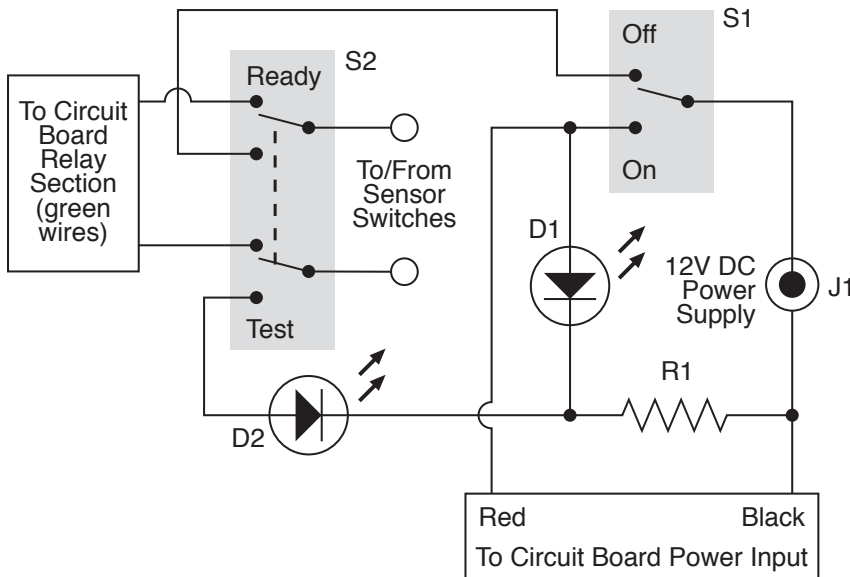 S1
Off
S2
Ready
To Circuit
Board
Relay
Section
(green
wires)
To/From
Sensor
Switches
On
D1
12V DC
Power
Supply
J1
Test
R1
D2
Red
Black
To Circuit Board Power Input